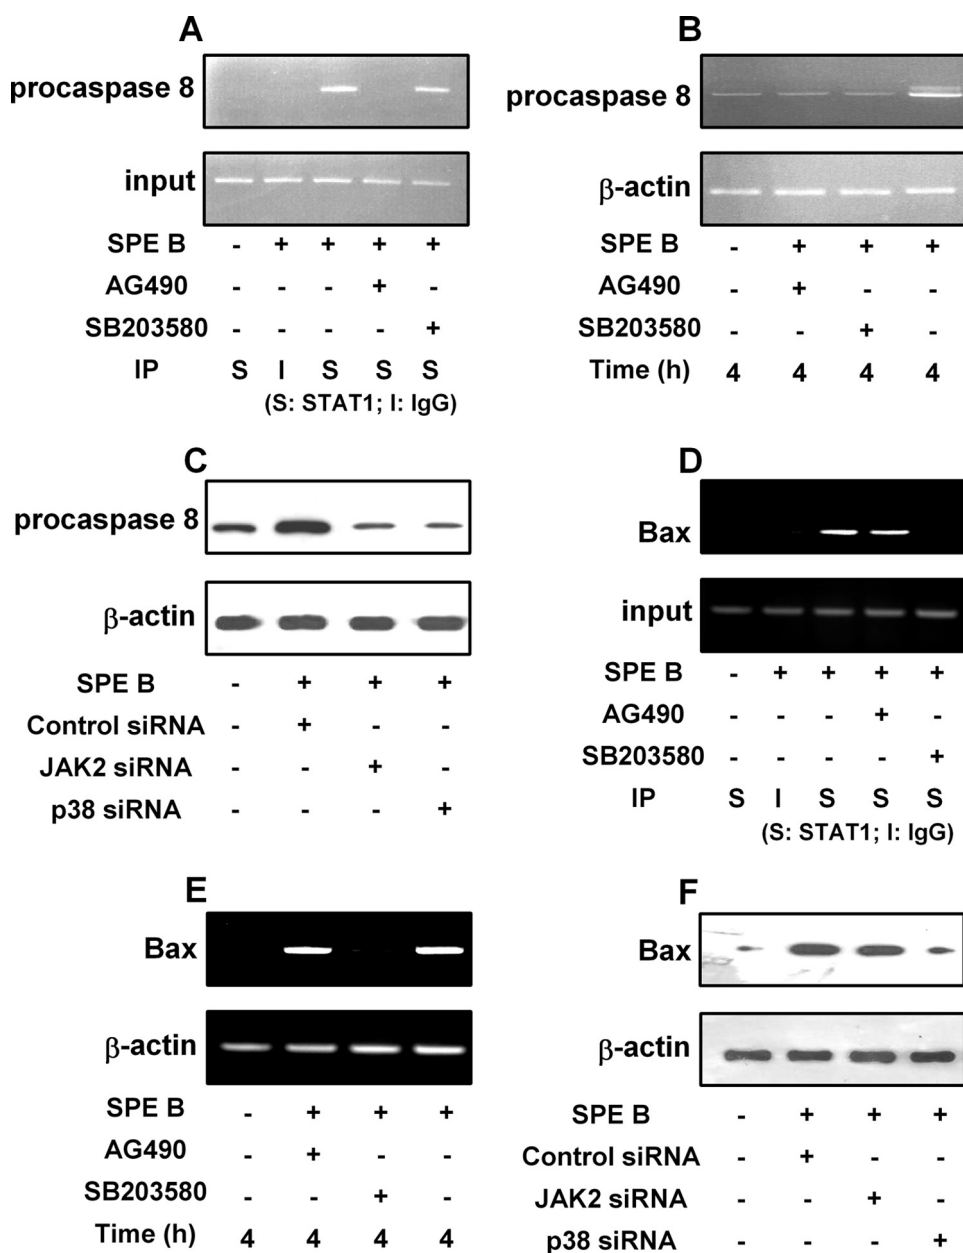 A
procaspase 8
input
SPE B - + + + +
AG490 - - - + -
SB203580 - - - - +
IP S I S S S
(S: STAT1; I: IgG)
B
procaspase 8
β-actin
SPE B - + + +
AG490 - + - -
SB203580 - - + -
Time (h) 4 4 4 4
C
procaspase 8
β-actin
SPE B - + + +
Control siRNA - + - -
JAK2 siRNA - - + -
p38 siRNA - - - +
D
Bax
input
SPE B - + + + +
AG490 - - - + -
SB203580 - - - - +
IP S I S S S
(S: STAT1; I: IgG)
E
Bax
β-actin
SPE B - + + +
AG490 - + - -
SB203580 - - + -
Time (h) 4 4 4 4
F
Bax
β-actin
SPE B - + + +
Control siRNA - + - -
JAK2 siRNA - - + -
p38 siRNA - - - +